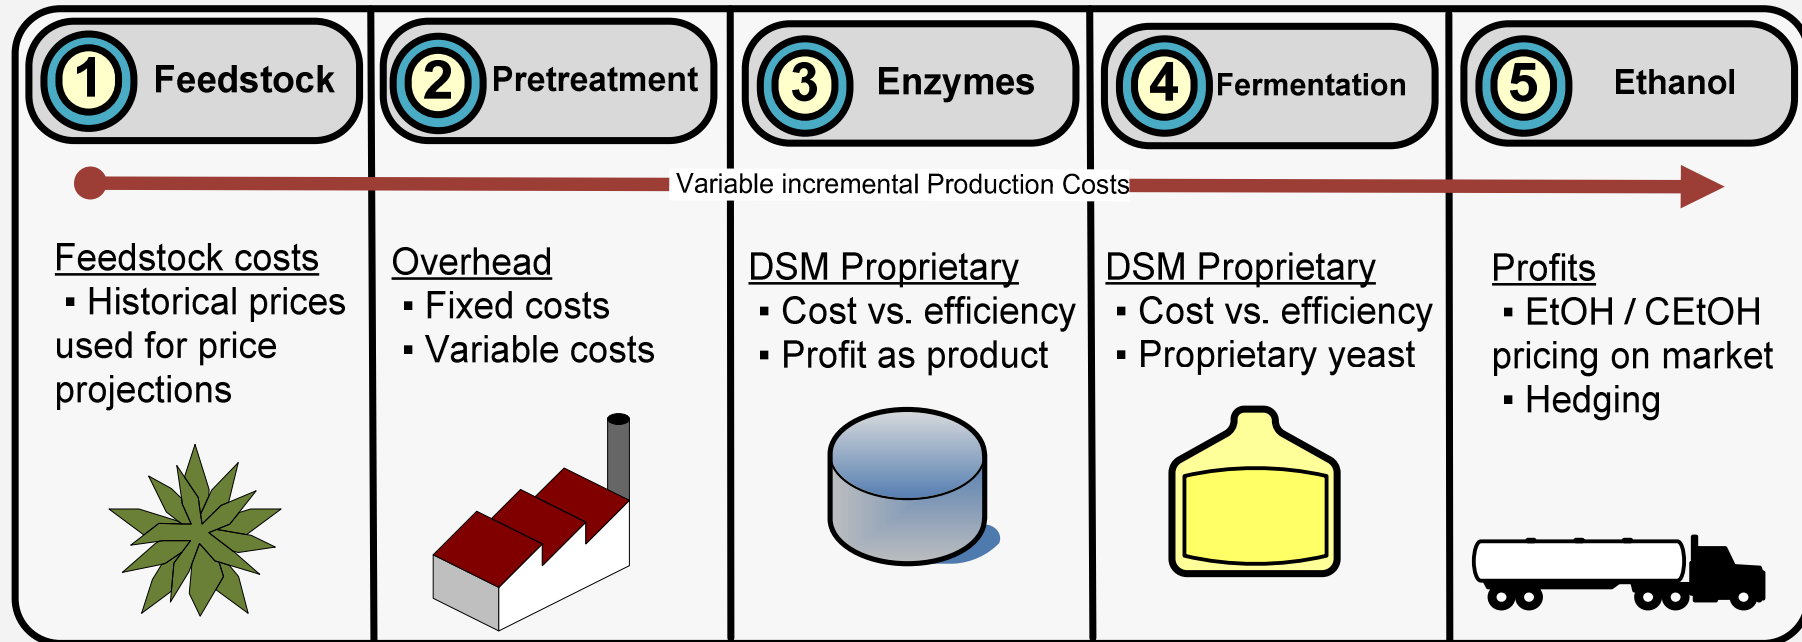 1 Feedstock
2 Pretreatment
3 Enzymes
4 Fermentation
5 Ethanol
Variable incremental Production Costs
Feedstock costs
▪ Historical prices
used for price
projections
Overhead
▪ Fixed costs
▪ Variable costs
DSM Proprietary
▪ Cost vs. efficiency
▪ Profit as product
DSM Proprietary
▪ Cost vs. efficiency
▪ Proprietary yeast
Profits
▪ EtOH / CEtOH
pricing on market
▪ Hedging